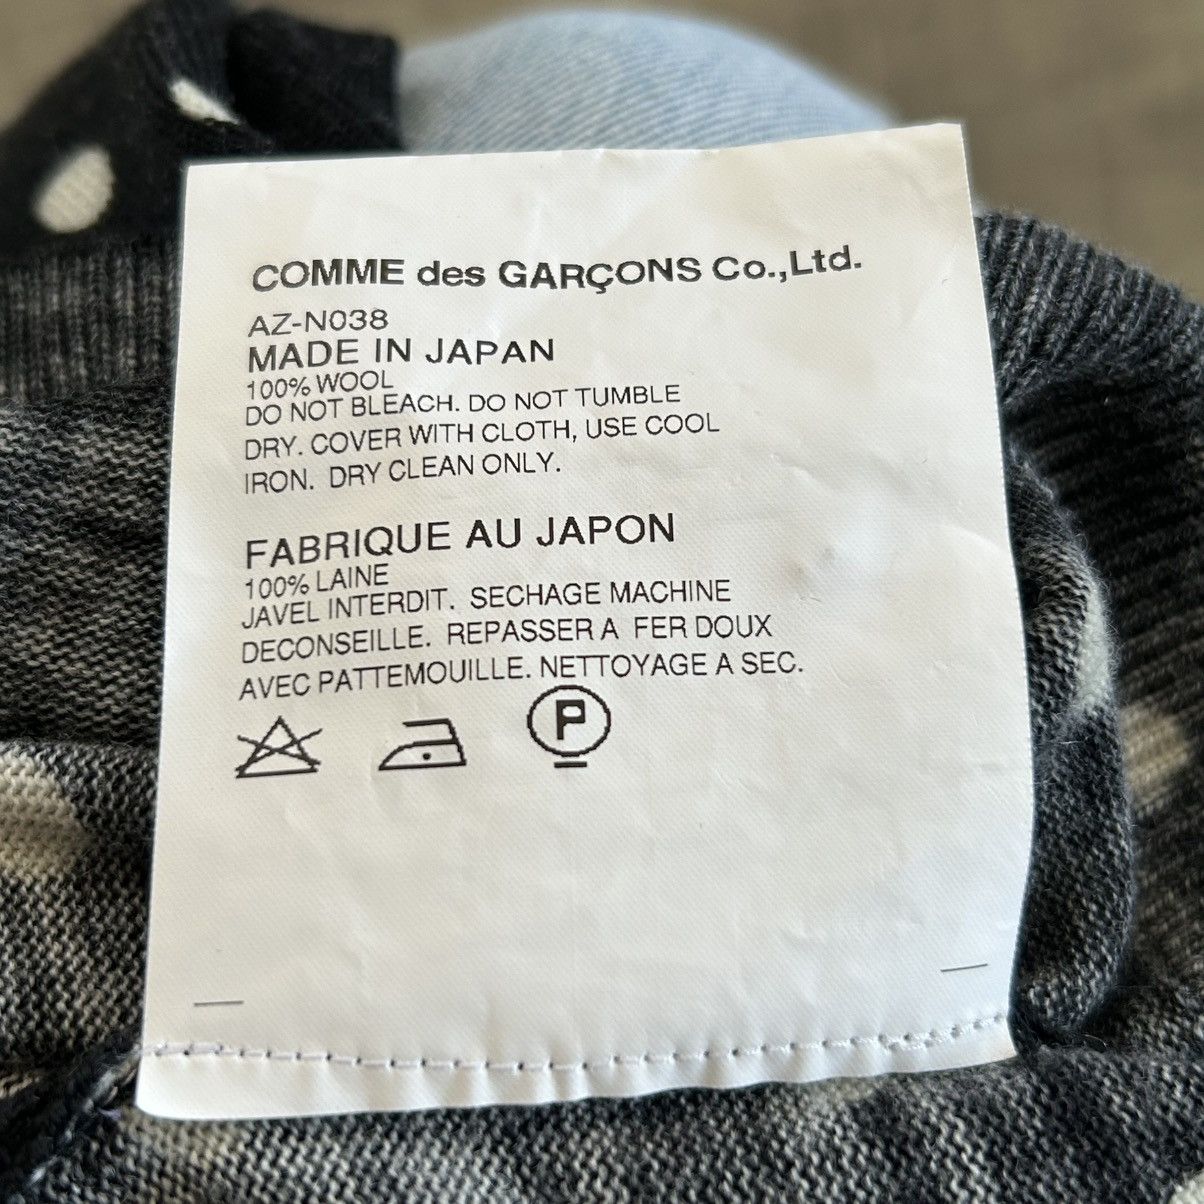 COMME des GARÇONS Co.,Ltd.
AZ-N038
MADE IN JAPAN
100% WOOL
DO NOT BLEACH. DO NOT TUMBLE
DRY. COVER WITH CLOTH, USE COOL
IRON. DRY CLEAN ONLY.
FABRIQUE AU JAPON
100% LAINE
JAVEL INTERDIT. SECHAGE MACHINE
DECONSEILLE. REPASSER A FER DOUX
AVEC PATTEMOUILLE. NETTOYAGE A SEC.
P